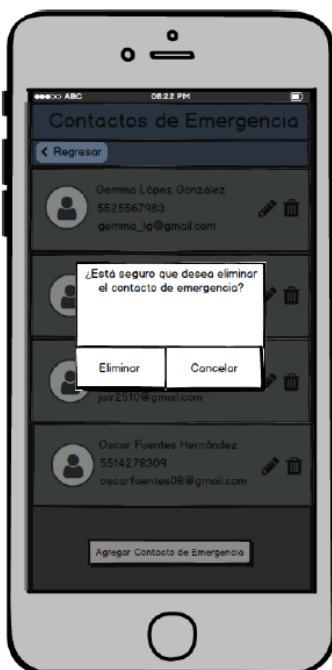 ABC
08:22 PM
Contactos de Emergencia
Regresar
Gemma López González
5525567983
gemma_lg@gmail.com
¿Está seguro que desea eliminar
el contacto de emergencia?
Eliminar
Cancelar
jair2510@gmail.com
Oscar Fuentes Hernández
5514278309
oscarfuentes08@gmail.com
Agregar Contacto de Emergencia